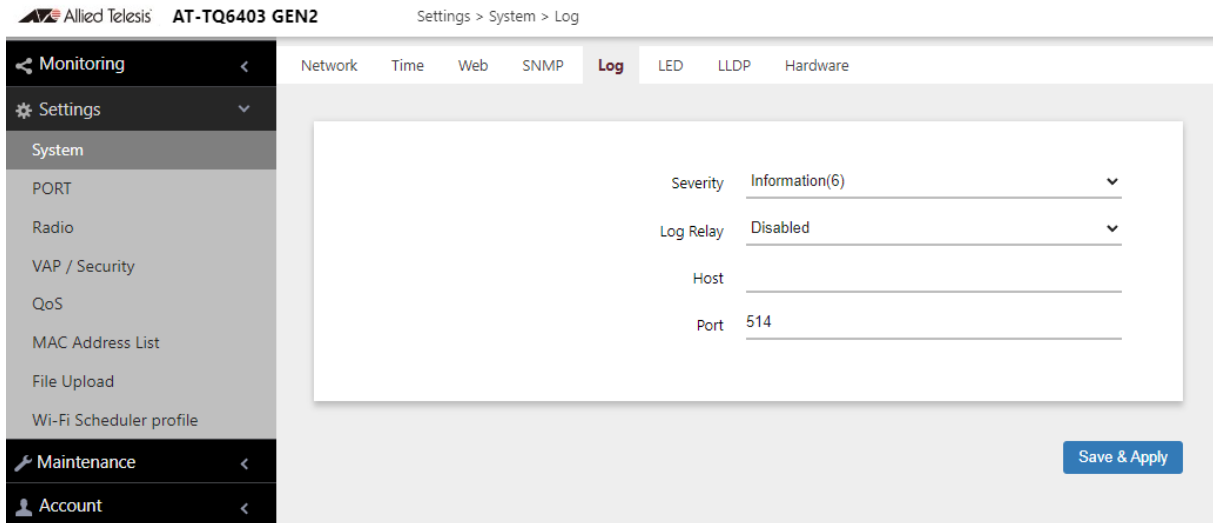 Allied Telesis AT-TQ6403 GEN2 Settings > System > Log
Monitoring
Settings
System
PORT
Radio
VAP / Security
QoS
MAC Address List
File Upload
Wi-Fi Scheduler profile
Maintenance
Account
Network Time Web SNMP Log LED LLDP Hardware
Severity Information(6)
Log Relay Disabled
Host
Port 514
Save & Apply